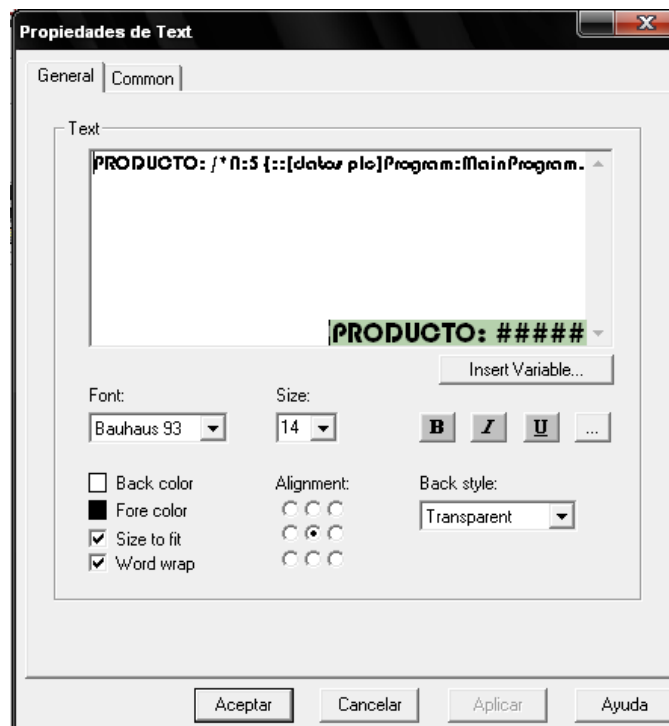 Propiedades de Text
General Common
Text
PRODUCTO: /*N:5 {::[datos plc]Program:MainProgram.
PRODUCTO: #####
Insert Variable...
Font: Size:
Bauhaus 93 14 B I U ...
Back color Alignment: Back style:
Fore color Transparent
Size to fit
Word wrap
Aceptar Cancelar Aplicar Ayuda